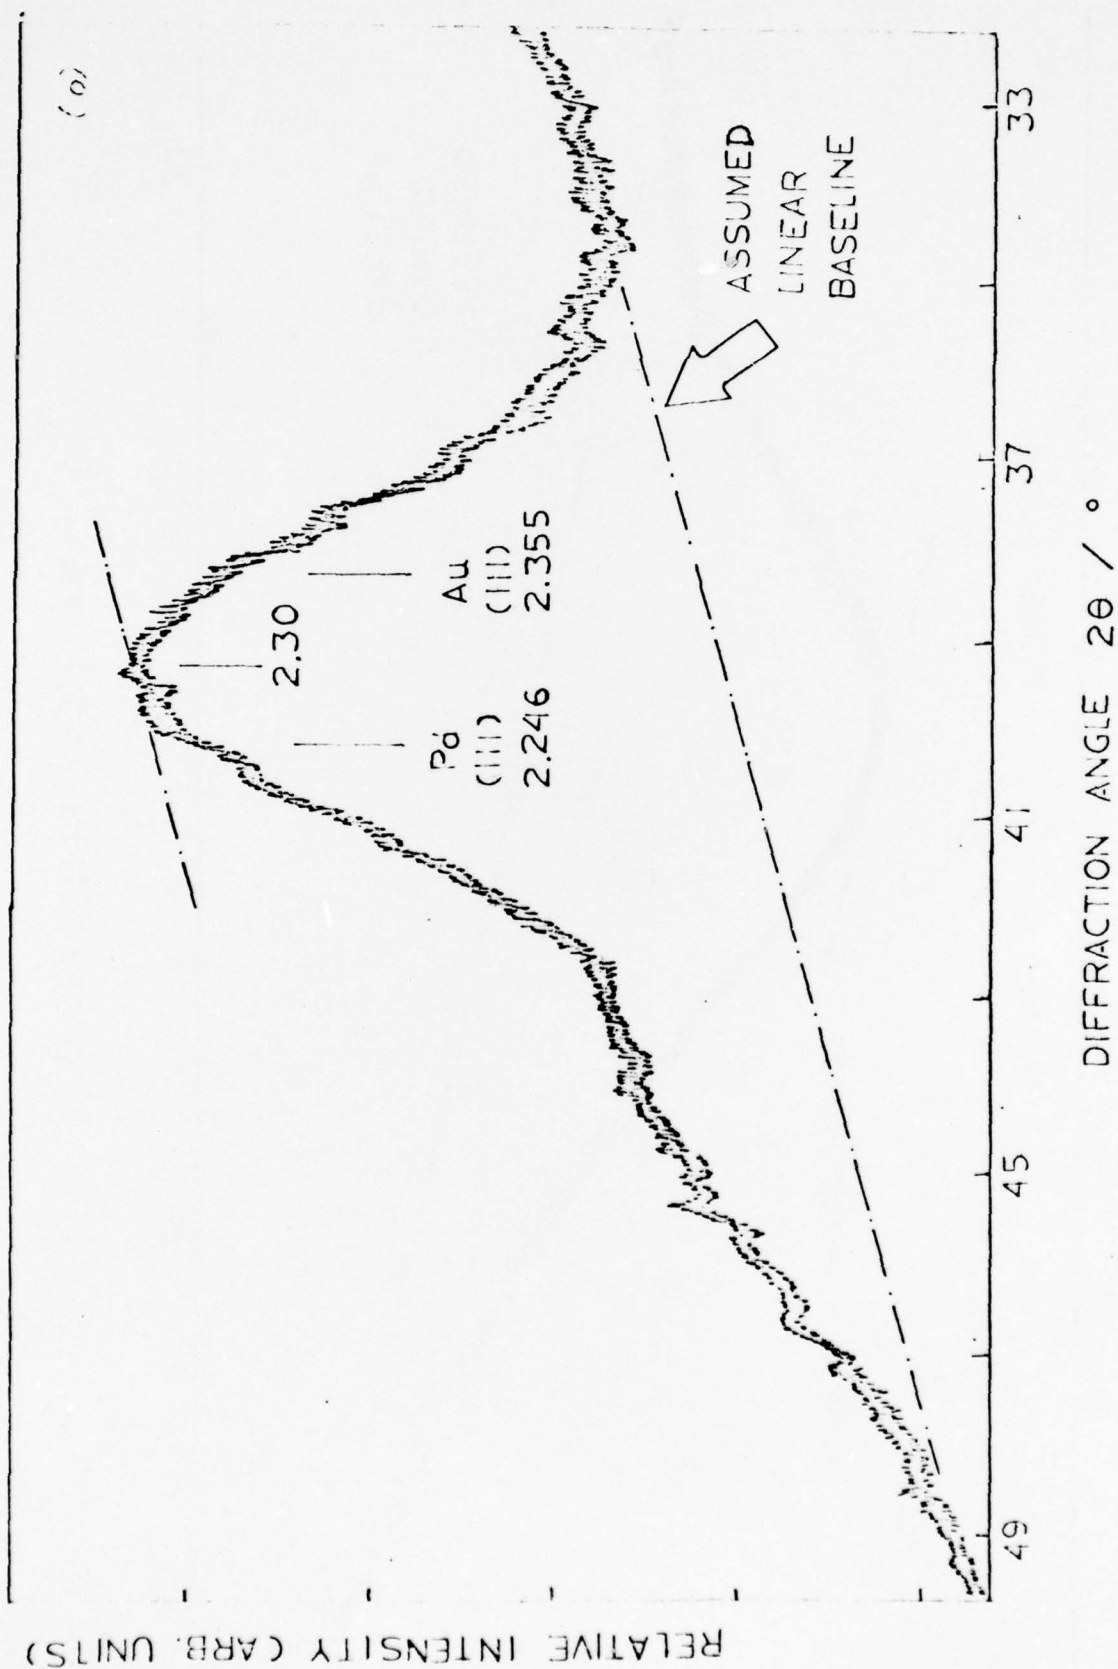 (a)
2.30
Au
(111)
2.355
Pd
(111)
2.246
ASSUMED
LINEAR
BASELINE
49
45
41
37
33
DIFFRACTION ANGLE 2θ / °
RELATIVE INTENSITY (ARB. UNITS)